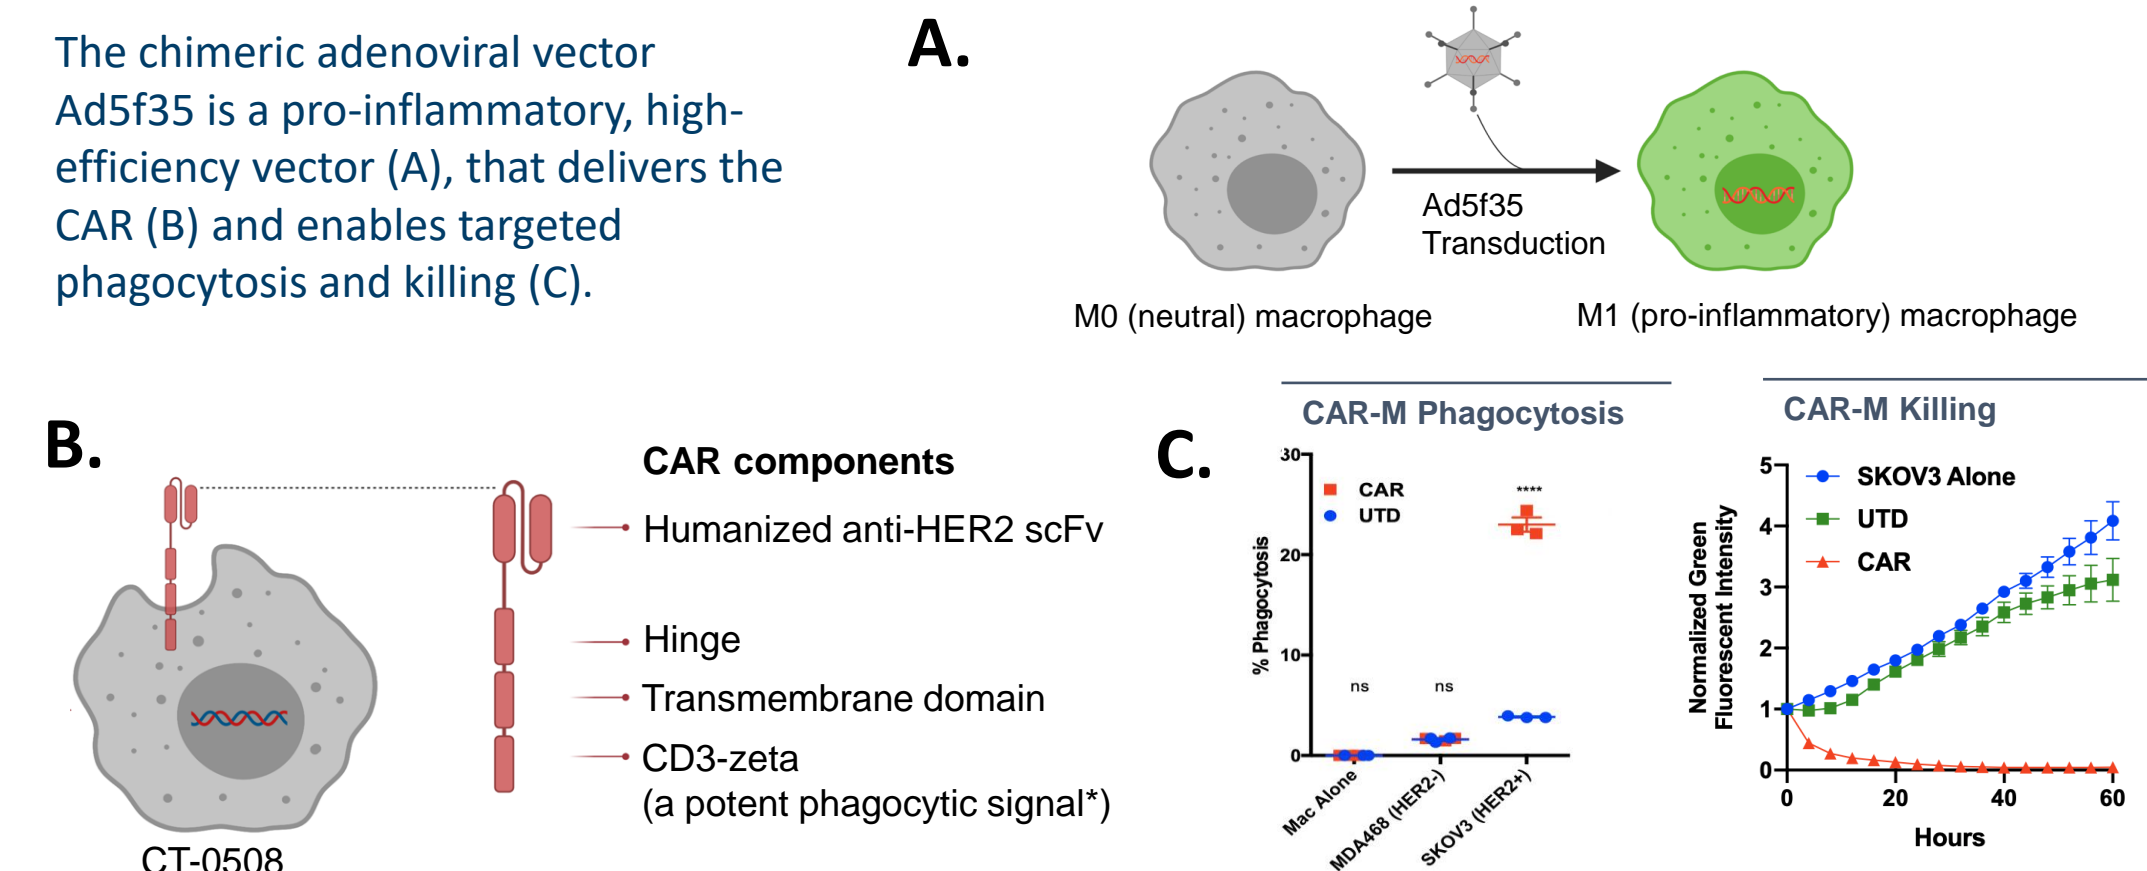 The chimeric adenoviral vector
Ad5f35 is a pro-inflammatory, high-
efficiency vector (A), that delivers the
CAR (B) and enables targeted
phagocytosis and killing (C).
A.
Ad5f35
Transduction
M0 (neutral) macrophage
M1 (pro-inflammatory) macrophage
B.
CAR components
Humanized anti-HER2 scFv
Hinge
Transmembrane domain
CD3-zeta
(a potent phagocytic signal*)
CT-0508
C.
CAR-M Phagocytosis
30
20
10
0
% Phagocytosis
CAR
UTD
ns
ns
****
Mac Alone
MDA468 (HER2-)
SKOV3 (HER2+)
CAR-M Killing
5
4
3
2
1
0
Normalized Green
Fluorescent Intensity
SKOV3 Alone
UTD
CAR
0 20 40 60
Hours